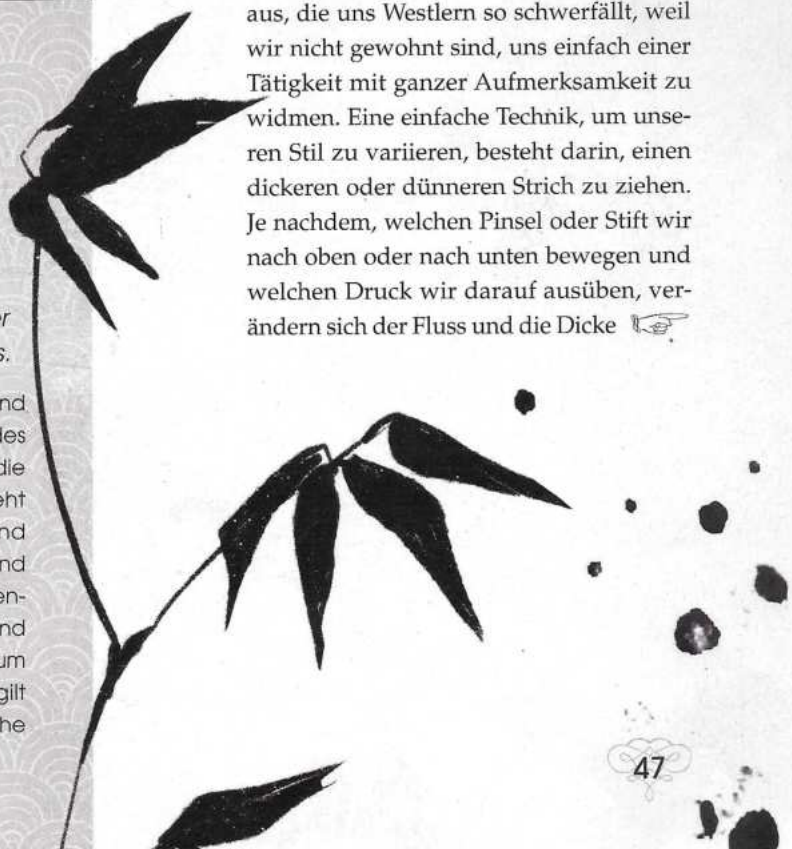 aus, die uns Westlern so schwerfällt, weil
wir nicht gewohnt sind, uns einfach einer
Tätigkeit mit ganzer Aufmerksamkeit zu
widmen. Eine einfache Technik, um unse-
ren Stil zu variieren, besteht darin, einen
dickeren oder dünneren Strich zu ziehen.
Je nachdem, welchen Pinsel oder Stift wir
nach oben oder nach unten bewegen und
welchen Druck wir darauf ausüben, ver-
ändern sich der Fluss und die Dicke
um
gilt
47